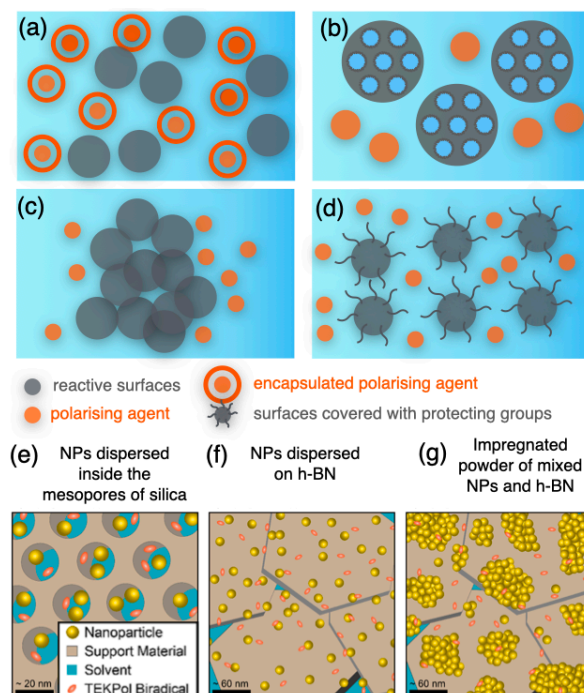 (a)
(b)
(c)
(d)
reactive surfaces
encapsulated polarising agent
polarising agent
surfaces covered with protecting groups
(e)
NPs dispersed
inside the
mesopores of silica
(f)
NPs dispersed
on h-BN
(g)
Impregnated
powder of mixed
NPs and h-BN
Nanoparticle
Support Material
Solvent
TEKPol Biradical
~ 20 nm
~ 60 nm
~ 60 nm